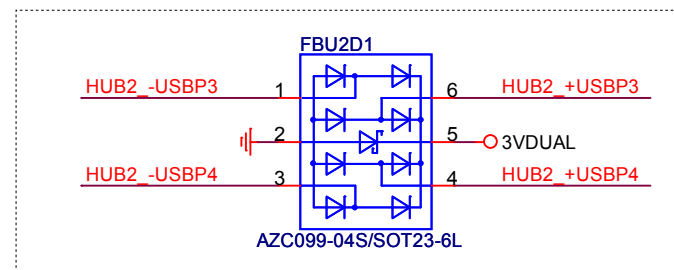 FBU2D1
HUB2_-USBP3 1 6 HUB2_+USBP3
2 5 3VDUAL
HUB2_-USBP4 3 4 HUB2_+USBP4
AZC099-04S/SOT23-6L